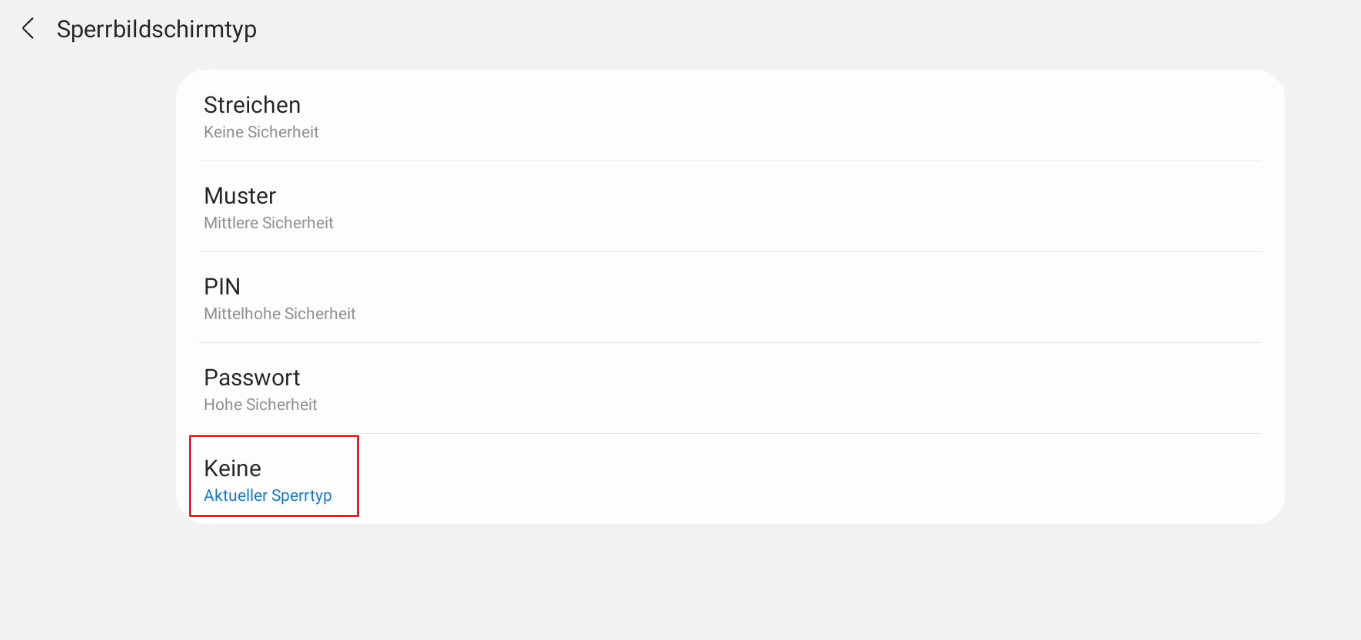 Sperrbildschirmtyp
Streichen
Keine Sicherheit
Muster
Mittlere Sicherheit
PIN
Mittelhohe Sicherheit
Passwort
Hohe Sicherheit
Keine
Aktueller Sperrtyp